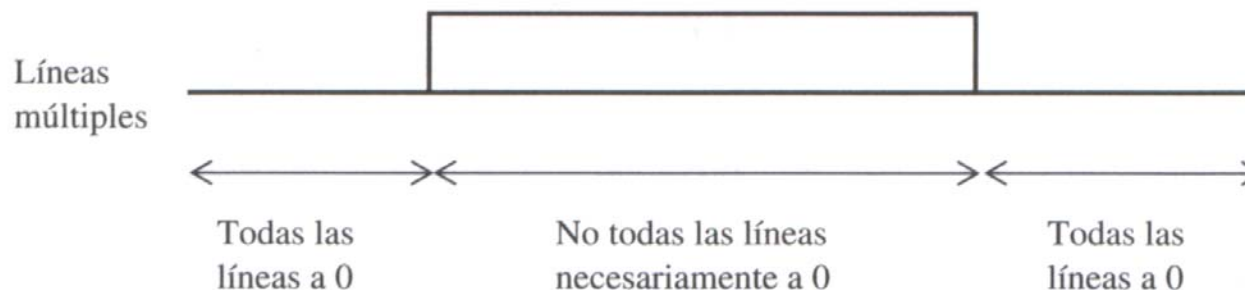 Líneas
múltiples
Todas las
líneas a 0
No todas las líneas
necesariamente a 0
Todas las
líneas a 0